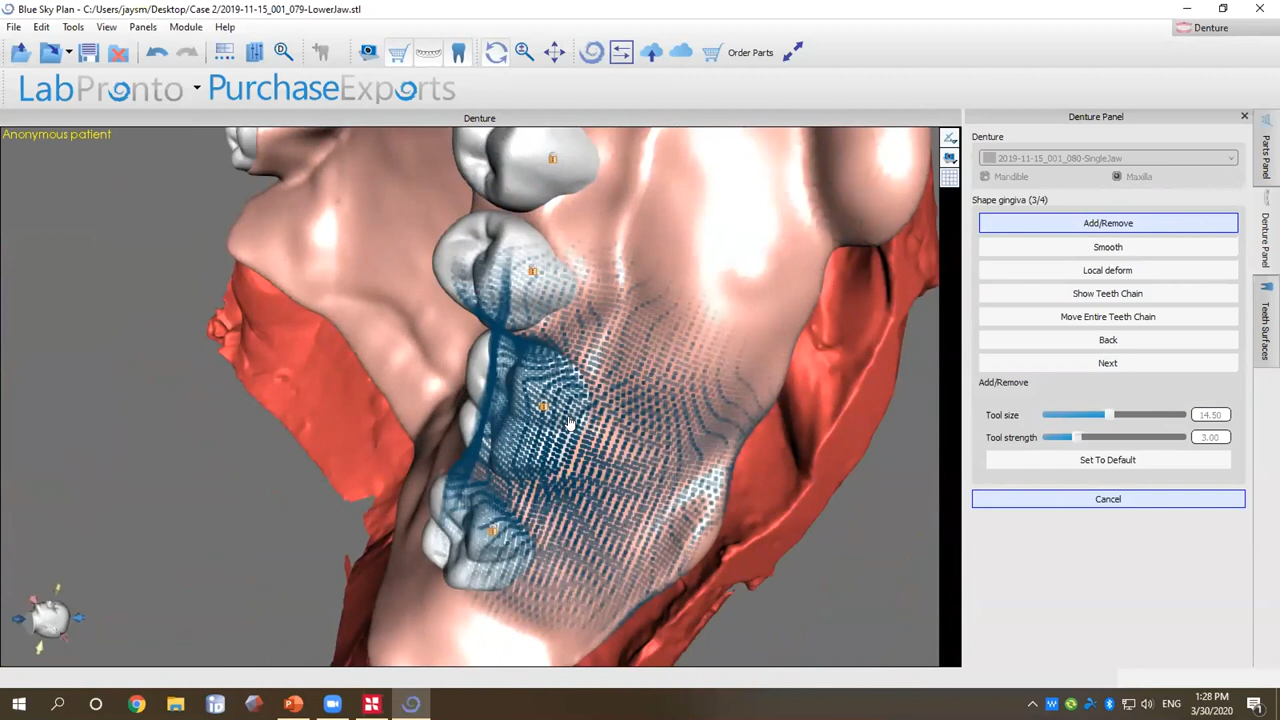 Blue Sky Plan - C:/Users/jaysm/Desktop/Case 2/2019-11-15_001_079-LowerJaw.stl
File Edit Tools View Panels Module Help
Denture
Order Parts
LabPronto PurchaseExports
Denture
Denture Panel
Anonymous patient
Denture
2019-11-15_001_080-SingleJaw
Mandible Maxilla
Shape gingiva (3/4)
Add/Remove
Smooth
Local deform
Show Teeth Chain
Move Entire Teeth Chain
Back
Next
Add/Remove
Tool size 14.50
Tool strength 3.00
Set To Default
Cancel
Parts Panel
Denture Panel
Teeth Surfaces
ENG
1:28 PM
3/30/2020